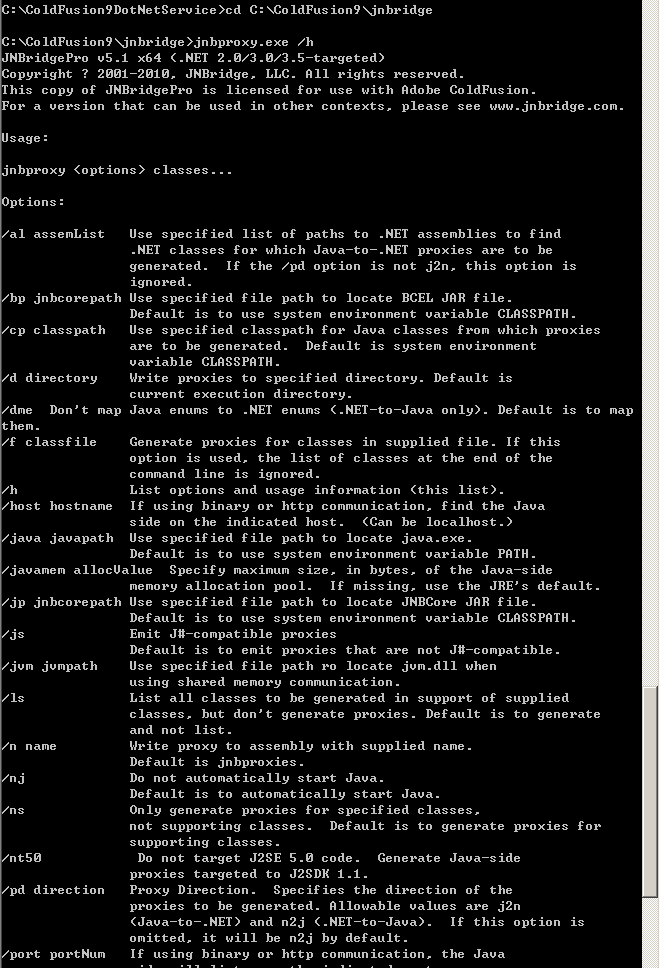 C:\ColdFusion9DotNetService>cd C:\ColdFusion9\jnbridge
C:\ColdFusion9\jnbridge>jnbproxy.exe /h
JNBridgePro v5.1 x64 (.NET 2.0/3.0/3.5-targeted)
Copyright ? 2001-2010, JNBridge, LLC. All rights reserved.
This copy of JNBridgePro is licensed for use with Adobe ColdFusion.
For a version that can be used in other contexts, please see www.jnbridge.com.
Usage:
jnbproxy <options> classes...
Options:
/al assemList   Use specified list of paths to .NET assemblies to find
                .NET classes for which Java-to-.NET proxies are to be
                generated.  If the /pd option is not j2n, this option is
                ignored.
/bp jnbcorepath Use specified file path to locate BCEL JAR file.
                Default is to use system environment variable CLASSPATH.
/cp classpath   Use specified classpath for Java classes from which proxies
                are to be generated.  Default is system environment
                variable CLASSPATH.
/d directory    Write proxies to specified directory. Default is
                current execution directory.
/dme  Don't map Java enums to .NET enums (.NET-to-Java only). Default is to map
them.
/f classfile    Generate proxies for classes in supplied file. If this
                option is used, the list of classes at the end of the
                command line is ignored.
/h              List options and usage information (this list).
/host hostname  If using binary or http communication, find the Java
                side on the indicated host.  (Can be localhost.)
/java javapath  Use specified file path to locate java.exe.
                Default is to use system environment variable PATH.
/javamem allocValue  Specify maximum size, in bytes, of the Java-side
                memory allocation pool.  If missing, use the JRE's default.
/jp jnbcorepath Use specified file path to locate JNBCore JAR file.
                Default is to use system environment variable CLASSPATH.
/js             Emit J#-compatible proxies
                Default is to emit proxies that are not J#-compatible.
/jvm jvmpath    Use specified file path ro locate jvm.dll when
                using shared memory communication.
/ls             List all classes to be generated in support of supplied
                classes, but don't generate proxies. Default is to generate
                and not list.
/n name         Write proxy to assembly with supplied name.
                Default is jnbproxies.
/nj             Do not automatically start Java.
                Default is to automatically start Java.
/ns             Only generate proxies for specified classes,
                not supporting classes.  Default is to generate proxies for
                supporting classes.
/nt50            Do not target J2SE 5.0 code.  Generate Java-side
                proxies targeted to J2SDK 1.1.
/pd direction   Proxy Direction.  Specifies the direction of the
                proxies to be generated. Allowable values are j2n
                (Java-to-.NET) and n2j (.NET-to-Java).  If this option is
                omitted, it will be n2j by default.
/port portNum   If using binary or http communication, the Java